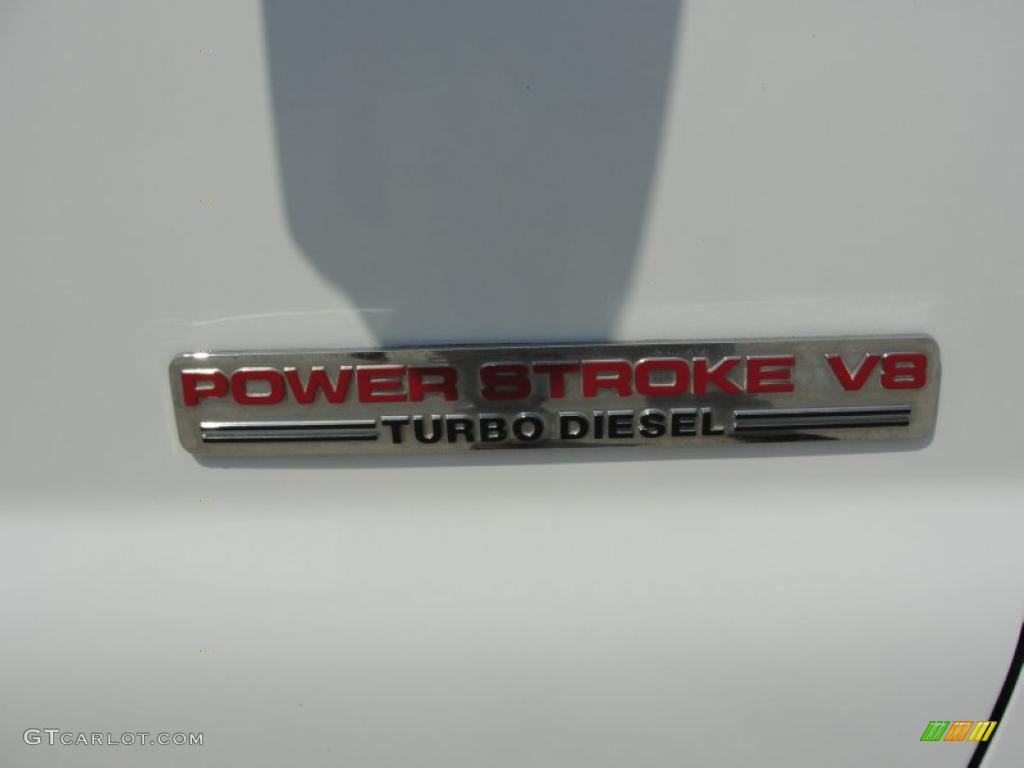 POWER STROKE V8
TURBO DIESEL
GTCARLOT.COM